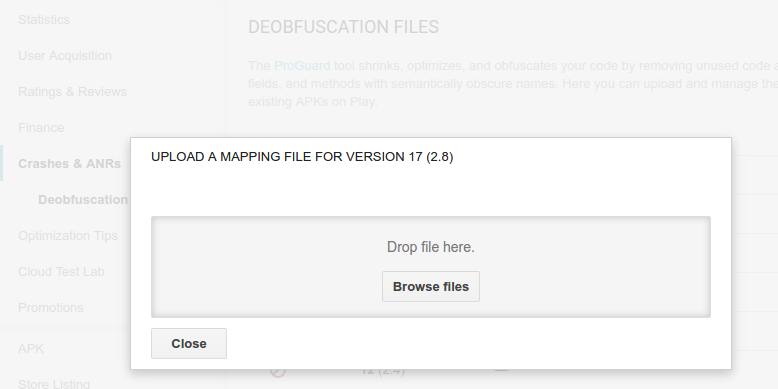 Statistics
User Acquisition
Ratings & Reviews
Finance
Crashes & ANRs
Deobfuscation
Optimization Tips
Cloud Test Lab
Promotions
APK
Store Listing
DEOBFUSCATION FILES
The ProGuard tool shrinks, optimizes, and obfuscates your code by removing unused code a
fields, and methods with semantically obscure names. Here you can upload and manage the
existing APKs on Play.
UPLOAD A MAPPING FILE FOR VERSION 17 (2.8)
Drop file here.
Browse files
Close
12 (2.4)